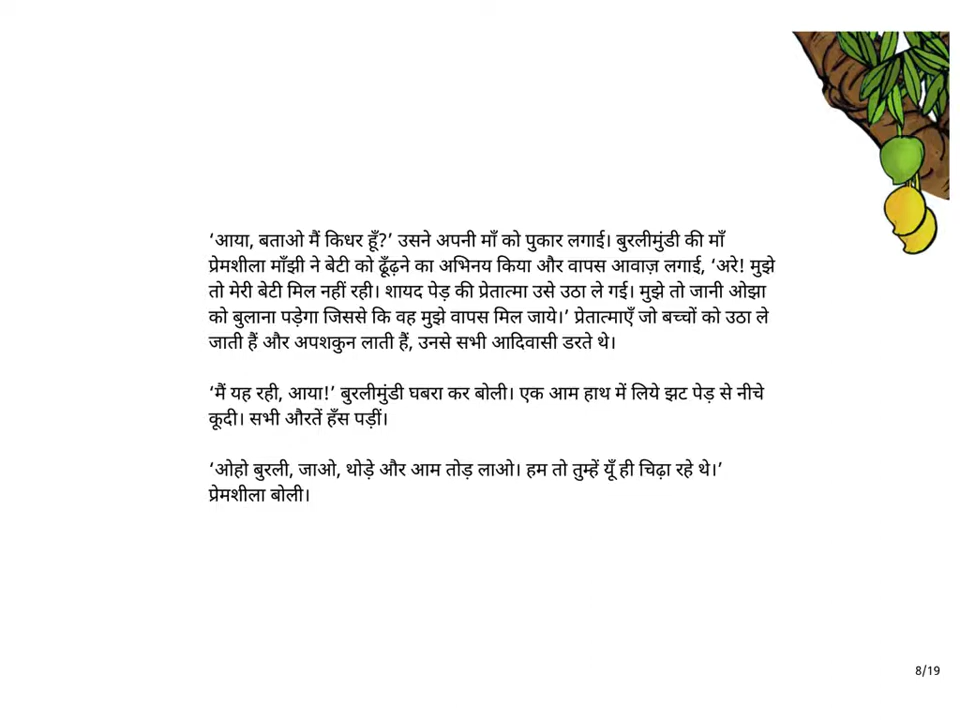 ‘आया, बताओ मैं किधर हूँ?’ उसने अपनी माँ को पुकार लगाई। बुरलीमुंडी की माँ
प्रेमशीला माँझी ने बेटी को ढूँढ़ने का अभिनय किया और वापस आवाज़ लगाई, ‘अरे! मुझे
तो मेरी बेटी मिल नहीं रही। शायद पेड़ की प्रेतात्मा उसे उठा ले गई। मुझे तो जानी ओझा
को बुलाना पड़ेगा जिससे कि वह मुझे वापस मिल जाये।’ प्रेतात्माएँ जो बच्चों को उठा ले
जाती हैं और अपशकुन लाती हैं, उनसे सभी आदिवासी डरते थे।
‘मैं यह रही, आया!’ बुरलीमुंडी घबरा कर बोली। एक आम हाथ में लिये झट पेड़ से नीचे
कूदी। सभी औरतें हँस पड़ीं।
‘ओहो बुरली, जाओ, थोड़े और आम तोड़ लाओ। हम तो तुम्हें यूँ ही चिढ़ा रहे थे।’
प्रेमशीला बोली।
8/19